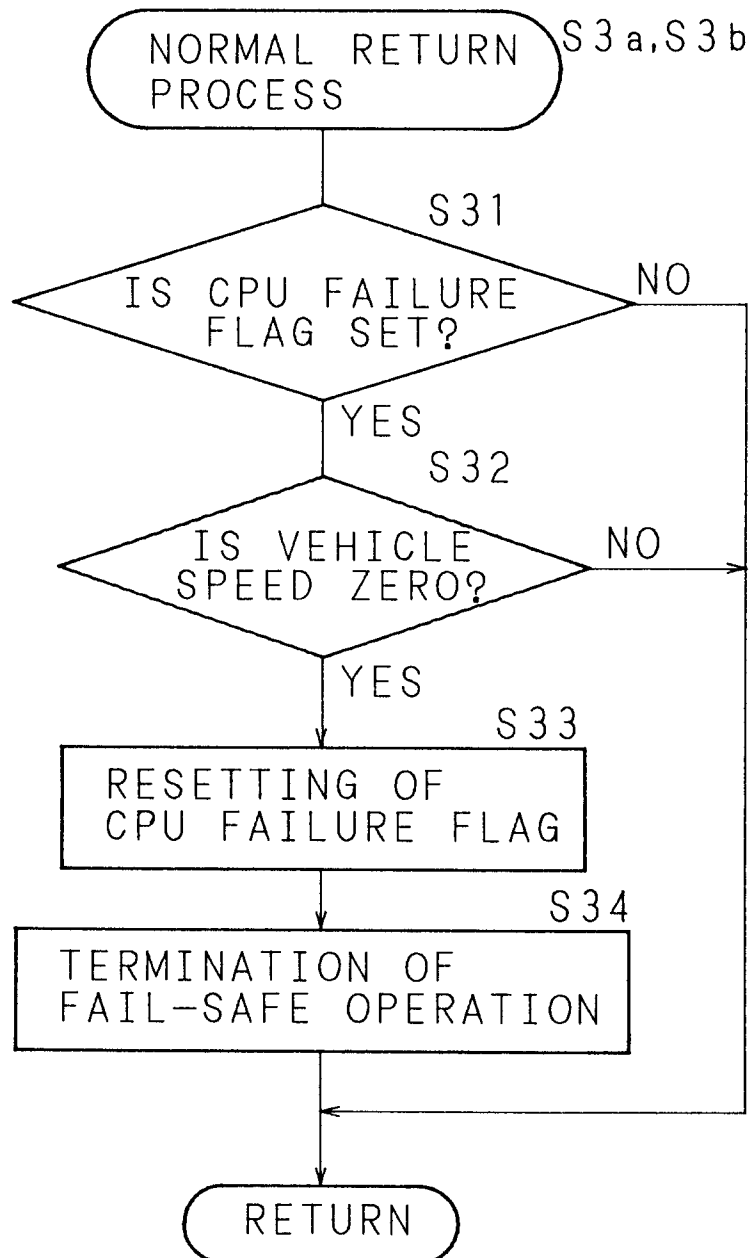 NORMAL RETURN
PROCESS
S3a,S3b
S31
IS CPU FAILURE
FLAG SET?
NO
YES
S32
IS VEHICLE
SPEED ZERO?
NO
YES
S33
RESETTING OF
CPU FAILURE FLAG
S34
TERMINATION OF
FAIL-SAFE OPERATION
RETURN